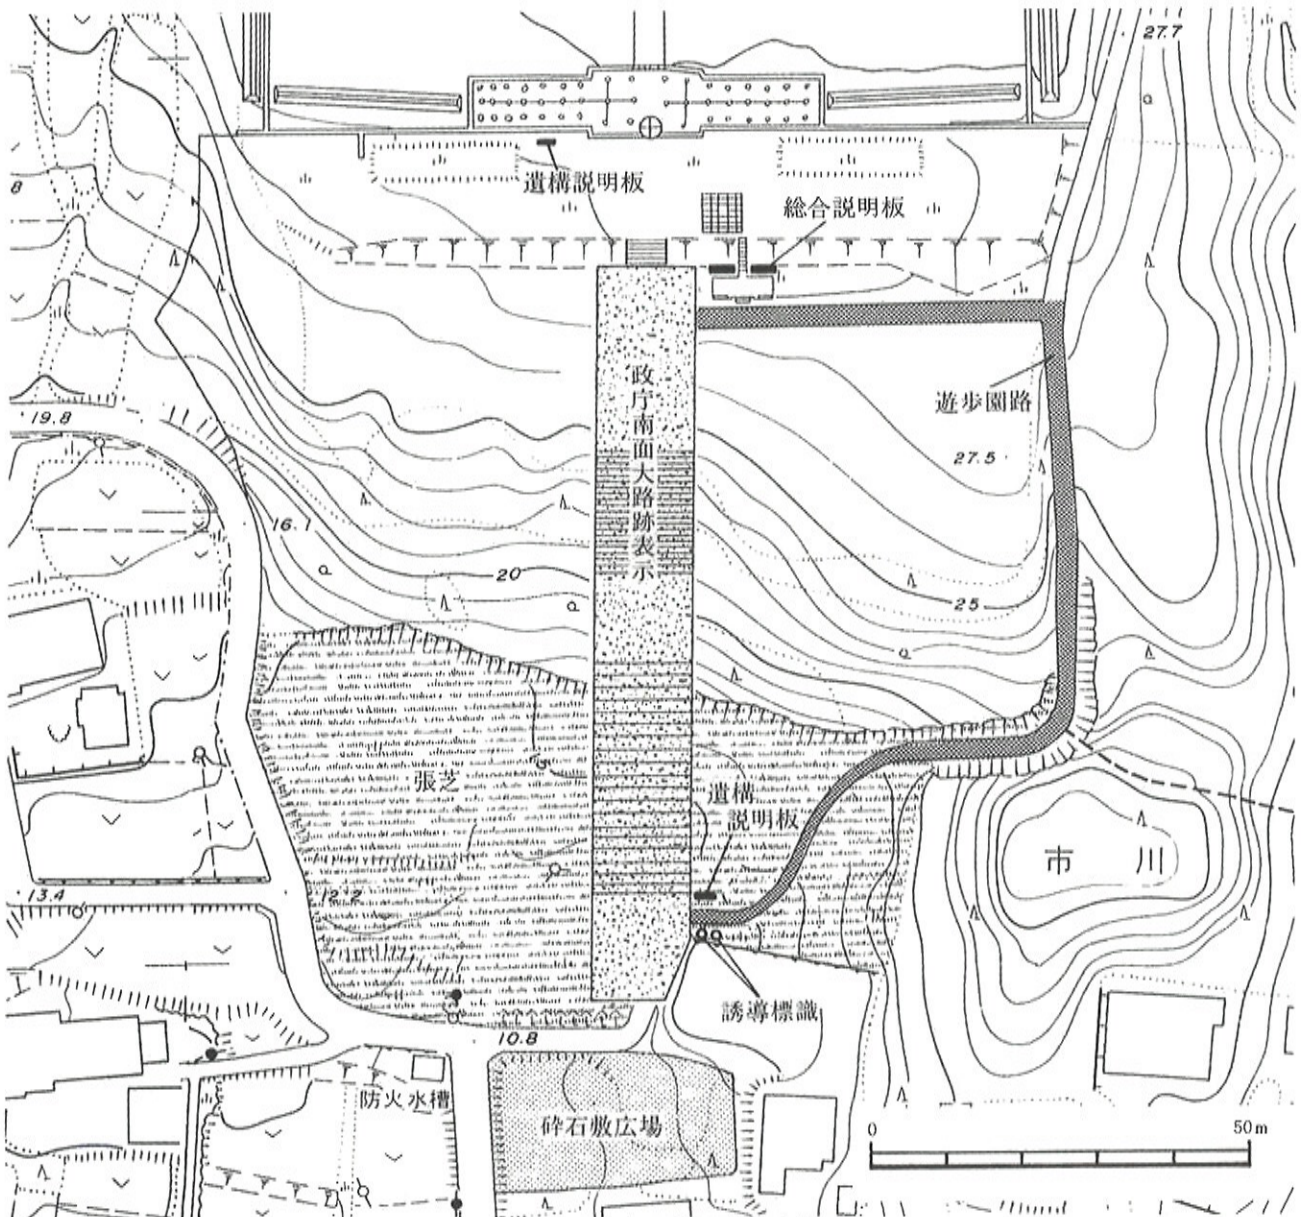 27.7
遺構説明板
総合説明板
8
政庁南面大路跡表示
遊歩園路
19.8
27.5
16.1
20
25
張芝
遺構
説明板
市川
13.4
12.2
誘導標識
10.8
防火水槽
砕石敷広場
0 50m